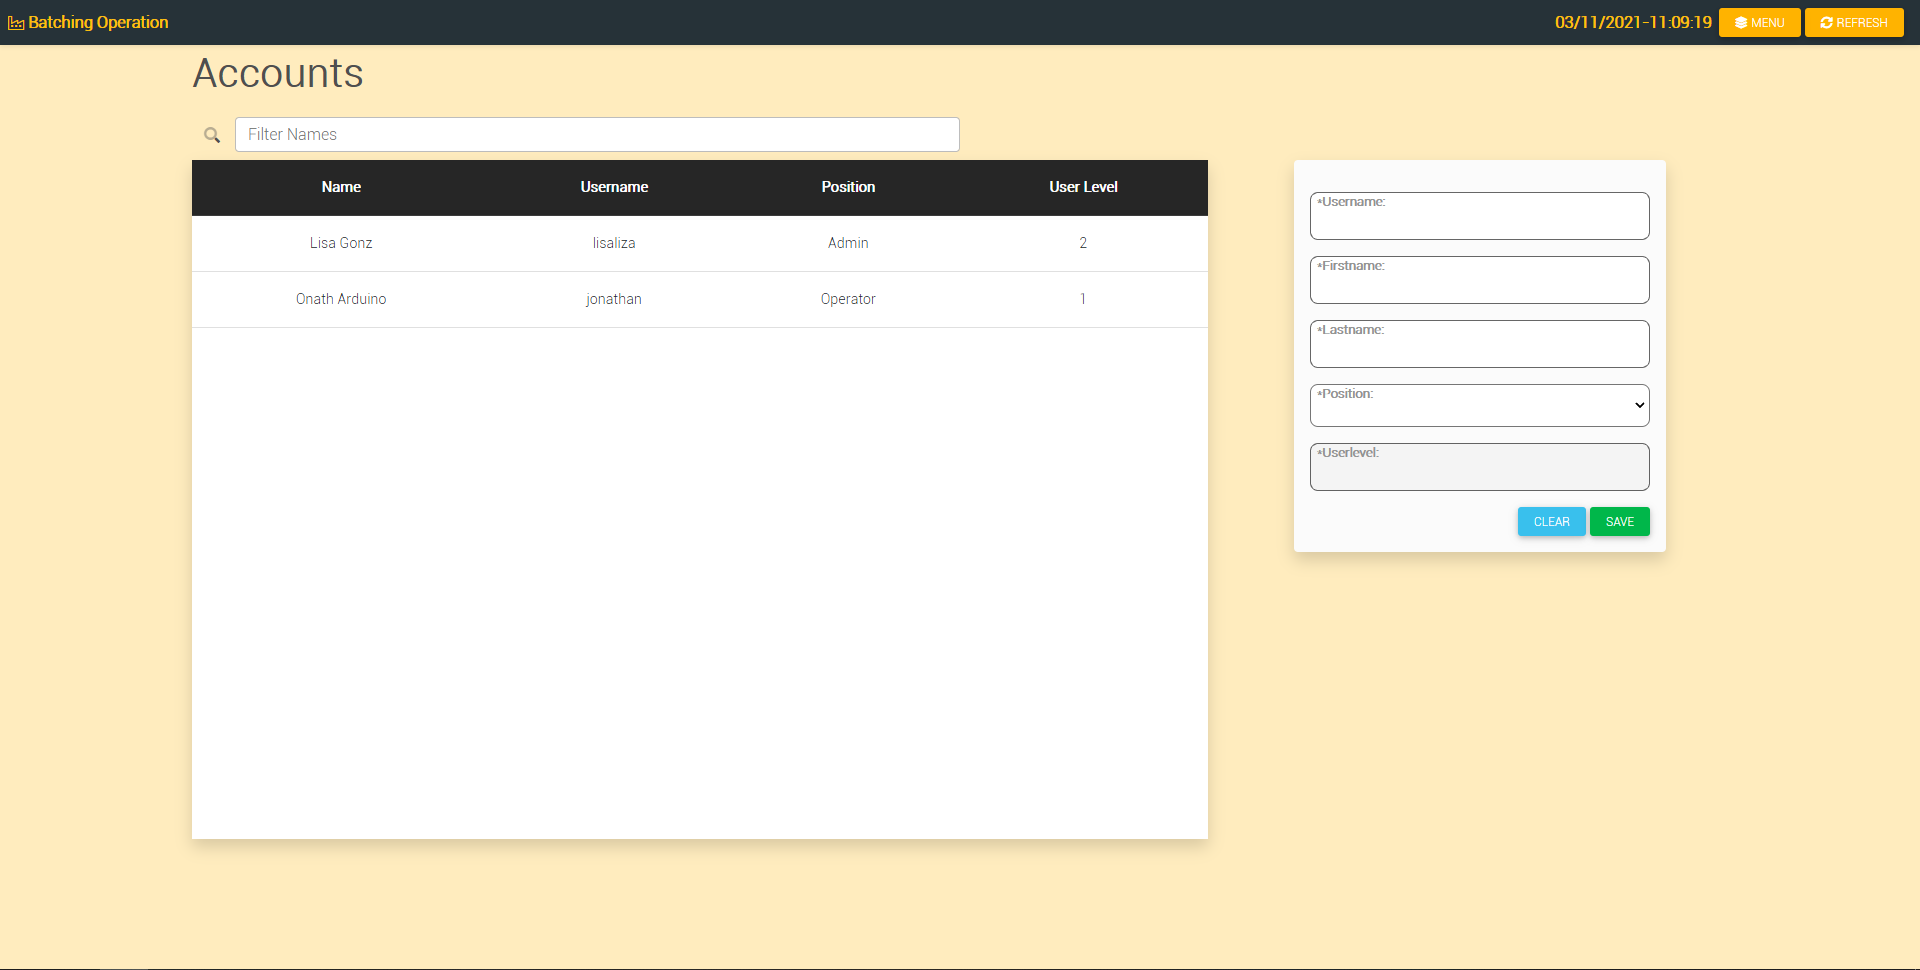 Batching Operation
03/11/2021-11:09:19 MENU REFRESH
Accounts
Filter Names
Name Username Position User Level
Lisa Gonz lisaliza Admin 2
Onath Arduino jonathan Operator 1
*Username:
*Firstname:
*Lastname:
*Position:
*Userlevel:
CLEAR SAVE